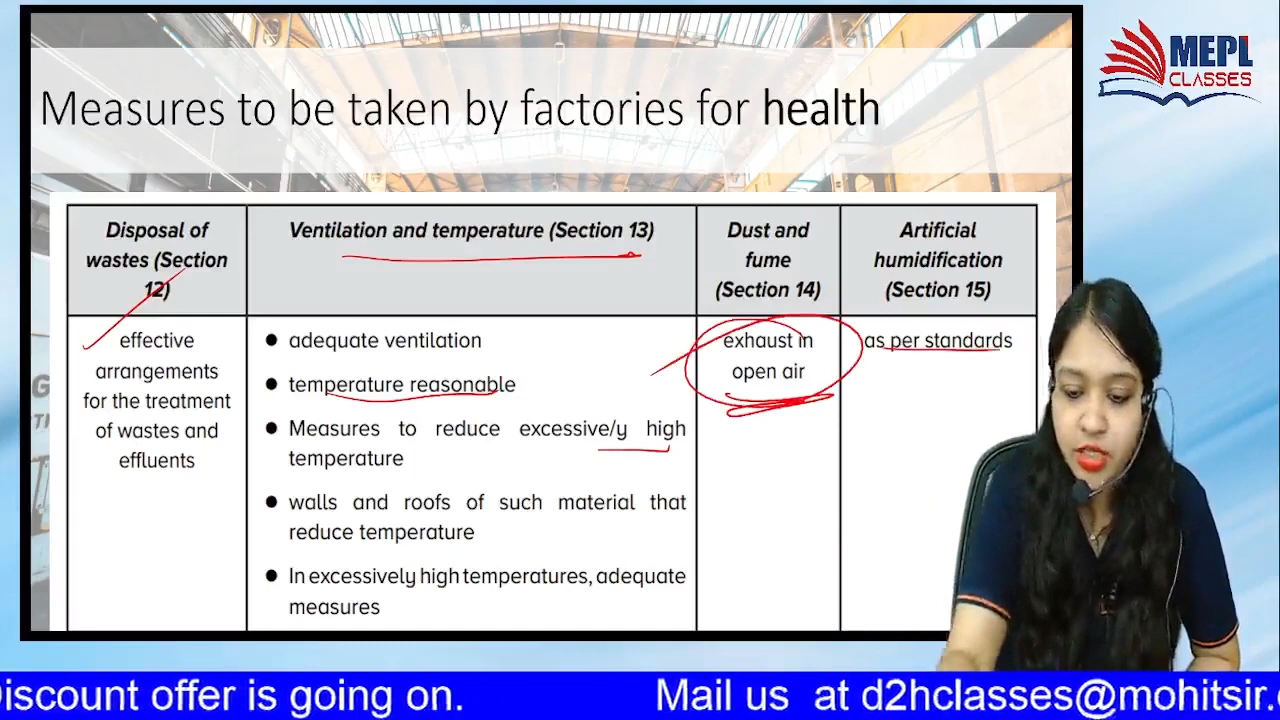 Measures to be taken by factories for health
MEPL
CLASSES
Disposal of
wastes (Section
12)
Ventilation and temperature (Section 13)
Dust and
fume
(Section 14)
Artificial
humidification
(Section 15)
effective
arrangements
for the treatment
of wastes and
effluents
● adequate ventilation
● temperature reasonable
● Measures to reduce excessive/y high
temperature
● walls and roofs of such material that
reduce temperature
● In excessively high temperatures, adequate
measures
exhaust in
open air
as per standards
Discount offer is going on. Mail us at d2hclasses@mohitsir.